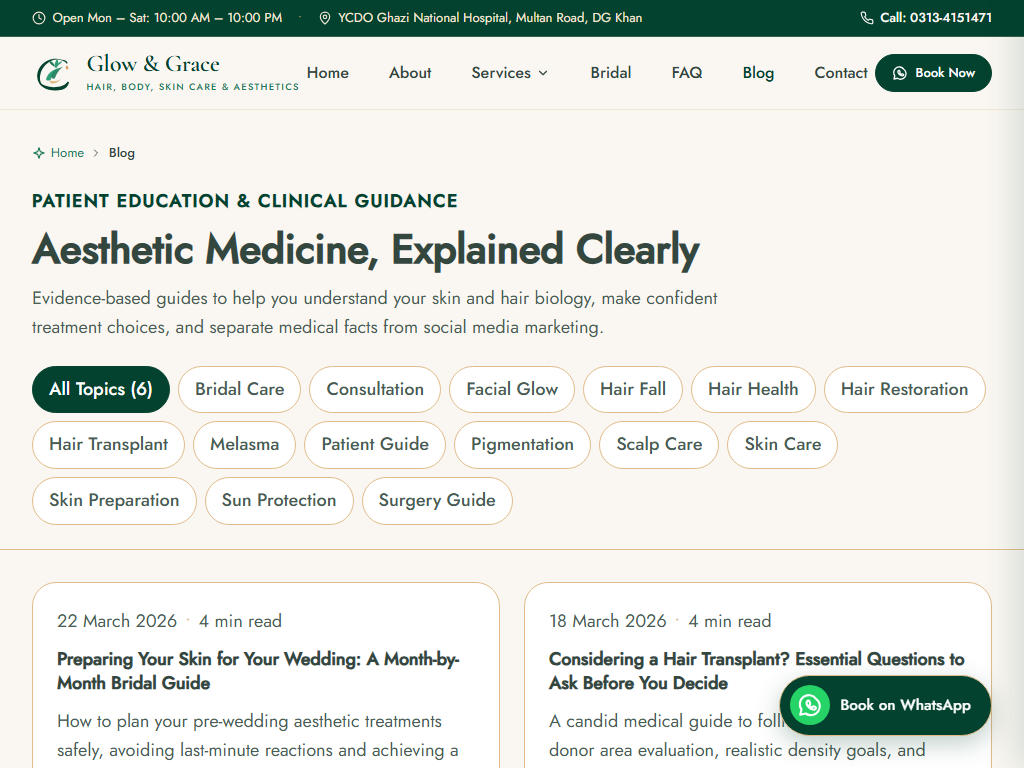 Open Mon – Sat: 10:00 AM – 10:00 PM · YCDO Ghazi National Hospital, Multan Road, DG Khan Call: 0313-4151471
Glow & Grace
HAIR, BODY, SKIN CARE & AESTHETICS
Home About Services Bridal FAQ Blog Contact Book Now
Home > Blog
PATIENT EDUCATION & CLINICAL GUIDANCE
Aesthetic Medicine, Explained Clearly
Evidence-based guides to help you understand your skin and hair biology, make confident
treatment choices, and separate medical facts from social media marketing.
All Topics (6) Bridal Care Consultation Facial Glow Hair Fall Hair Health Hair Restoration
Hair Transplant Melasma Patient Guide Pigmentation Scalp Care Skin Care
Skin Preparation Sun Protection Surgery Guide
22 March 2026 · 4 min read
Preparing Your Skin for Your Wedding: A Month-by-
Month Bridal Guide
How to plan your pre-wedding aesthetic treatments
safely, avoiding last-minute reactions and achieving a
18 March 2026 · 4 min read
Considering a Hair Transplant? Essential Questions to
Ask Before You Decide
A candid medical guide to
donor area evaluation, realistic density goals, and
Book on WhatsApp